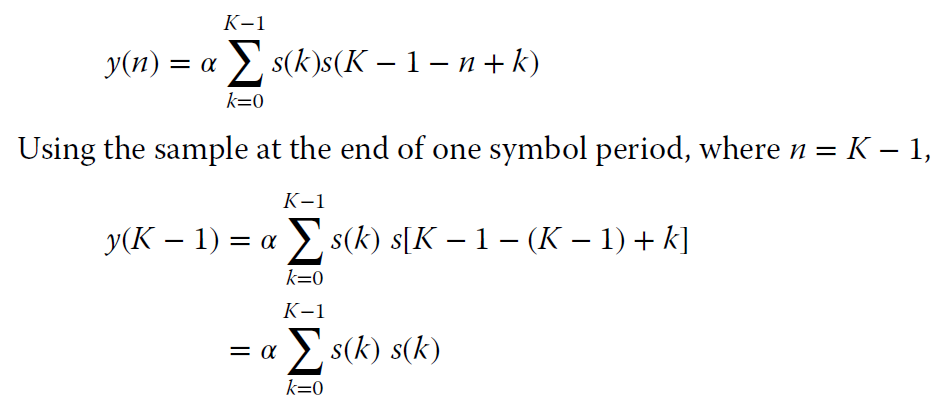 y(n) = α ∑_{k=0}^{K−1} s(k)s(K − 1 − n + k)
Using the sample at the end of one symbol period, where n = K − 1,
y(K − 1) = α ∑_{k=0}^{K−1} s(k) s[K − 1 − (K − 1) + k]
= α ∑_{k=0}^{K−1} s(k) s(k)